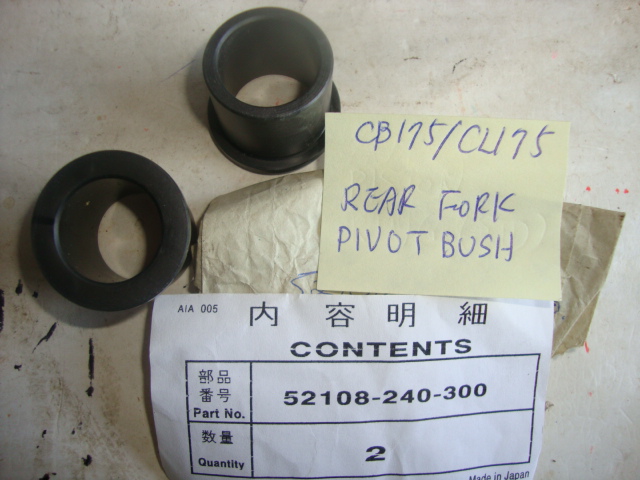 CB175/CL175
REAR FORK
PIVOT BUSH
A/A 005
内容明細
CONTENTS
部品
番号
Part No.
52108-240-300
数量
Quantity
2
Made in Japan